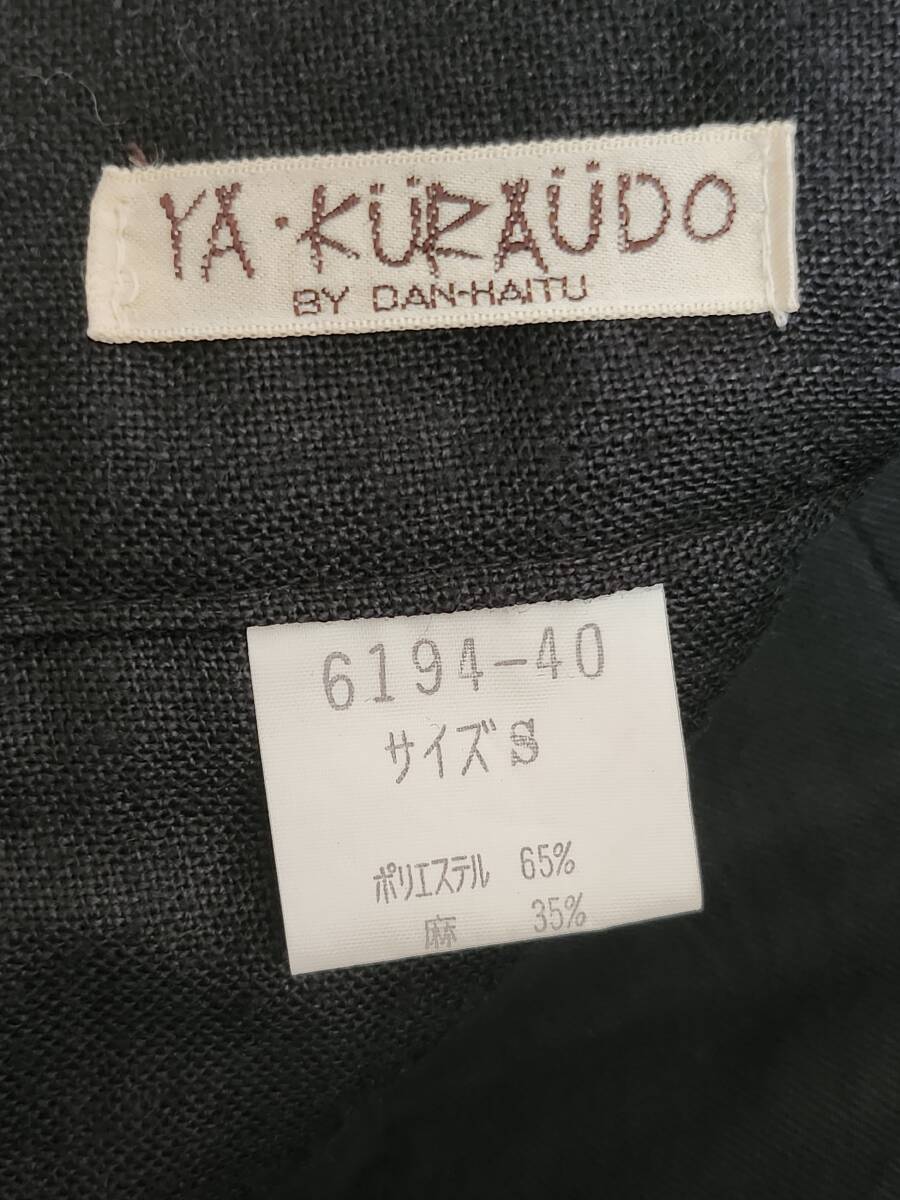 YA·KÜRAÜDO
BY DAN-HAITU
6194-40
サイズ S
ポリエステル 65%
麻 35%